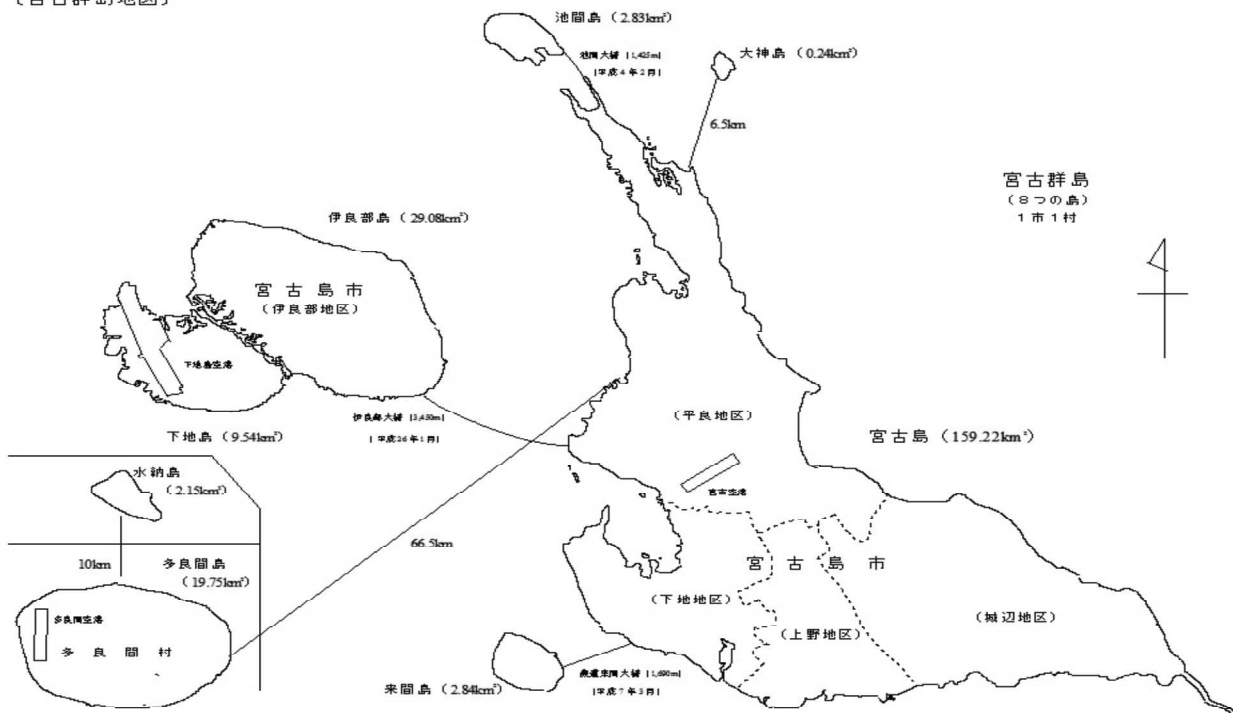 [宮古群島地図]
池間島 (2.83km²)
池間大橋 [1,425m]
[平成4年2月]
大神島 (0.24km²)
6.5km
宮古群島
(8つの島)
1市1村
伊良部島 (29.08km²)
宮古島市
(伊良部地区)
下地島空港
下地島 (9.54km²)
伊良部大橋 [3,450m]
[平成26年1月]
(平良地区)
宮古島 (159.22km²)
宮古空港
水納島
(2.15km²)
10km
多良間島
(19.75km²)
多良間空港
多良間村
66.5km
宮古島市
(下地地区)
(上野地区)
(城辺地区)
来間島 (2.84km²)
農道来間大橋 [1,690m]
[平成7年3月]